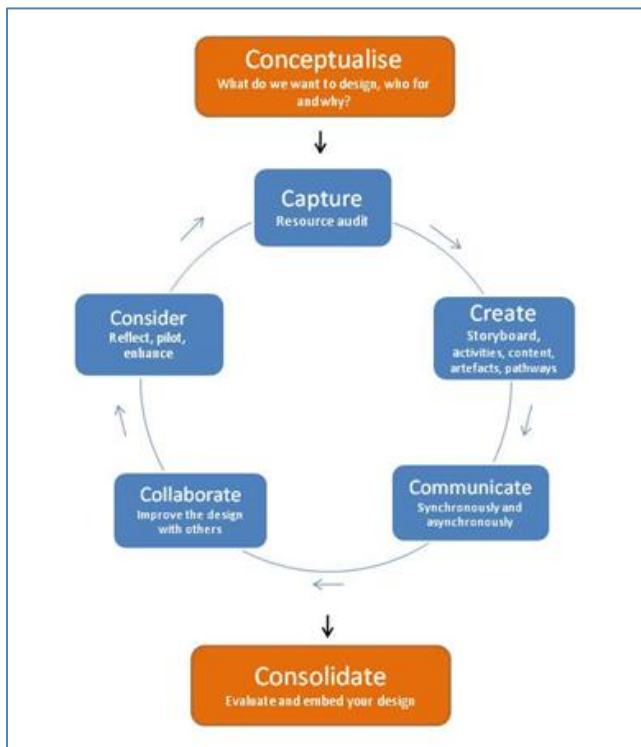 Conceptualise
What do we want to design, who for
and why?
Capture
Resource audit
Consider
Reflect, pilot,
enhance
Create
Storyboard,
activities, content,
artefacts, pathways
Collaborate
Improve the design
with others
Communicate
Synchronously and
asynchronously
Consolidate
Evaluate and embed your design